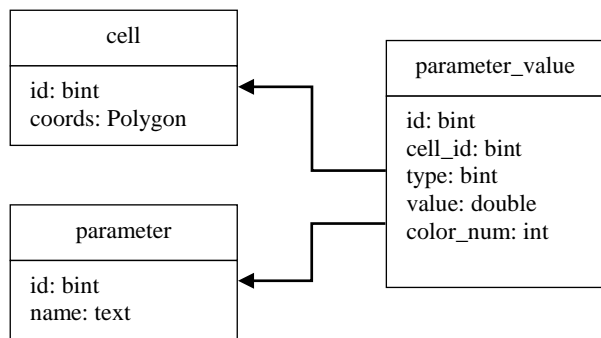 cell
id: bint
coords: Polygon
parameter
id: bint
name: text
parameter_value
id: bint
cell_id: bint
type: bint
value: double
color_num: int